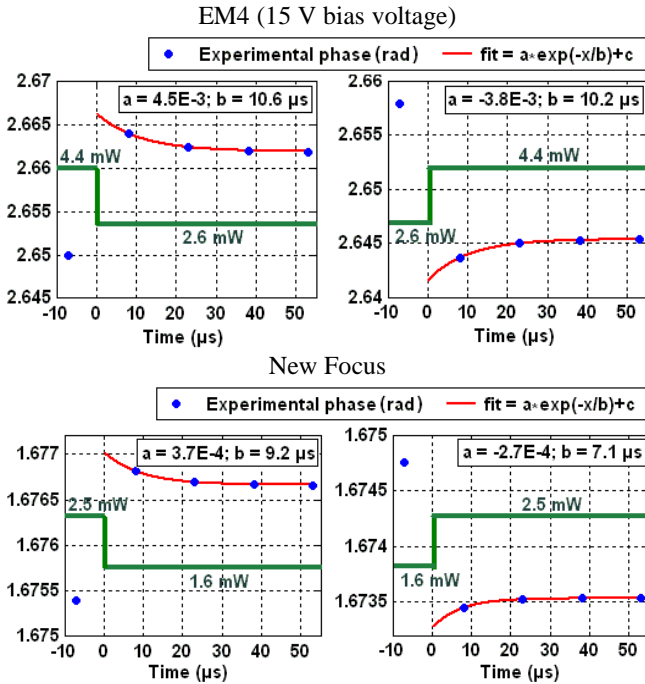 EM4 (15 V bias voltage)
Experimental phase (rad) fit = a*exp(-x/b)+c
2.67
2.665
2.66
2.655
2.65
2.645
a = 4.5E-3; b = 10.6 µs
4.4 mW
2.6 mW
-10 0 10 20 30 40 50
Time (µs)
2.66
2.655
2.65
2.645
2.64
a = -3.8E-3; b = 10.2 µs
4.4 mW
2.6 mW
-10 0 10 20 30 40 50
Time (µs)
New Focus
Experimental phase (rad) fit = a*exp(-x/b)+c
1.677
1.6765
1.676
1.6755
1.675
a = 3.7E-4; b = 9.2 µs
2.5 mW
1.6 mW
-10 0 10 20 30 40 50
Time (µs)
1.675
1.6745
1.674
1.6735
a = -2.7E-4; b = 7.1 µs
2.5 mW
1.6 mW
-10 0 10 20 30 40 50
Time (µs)